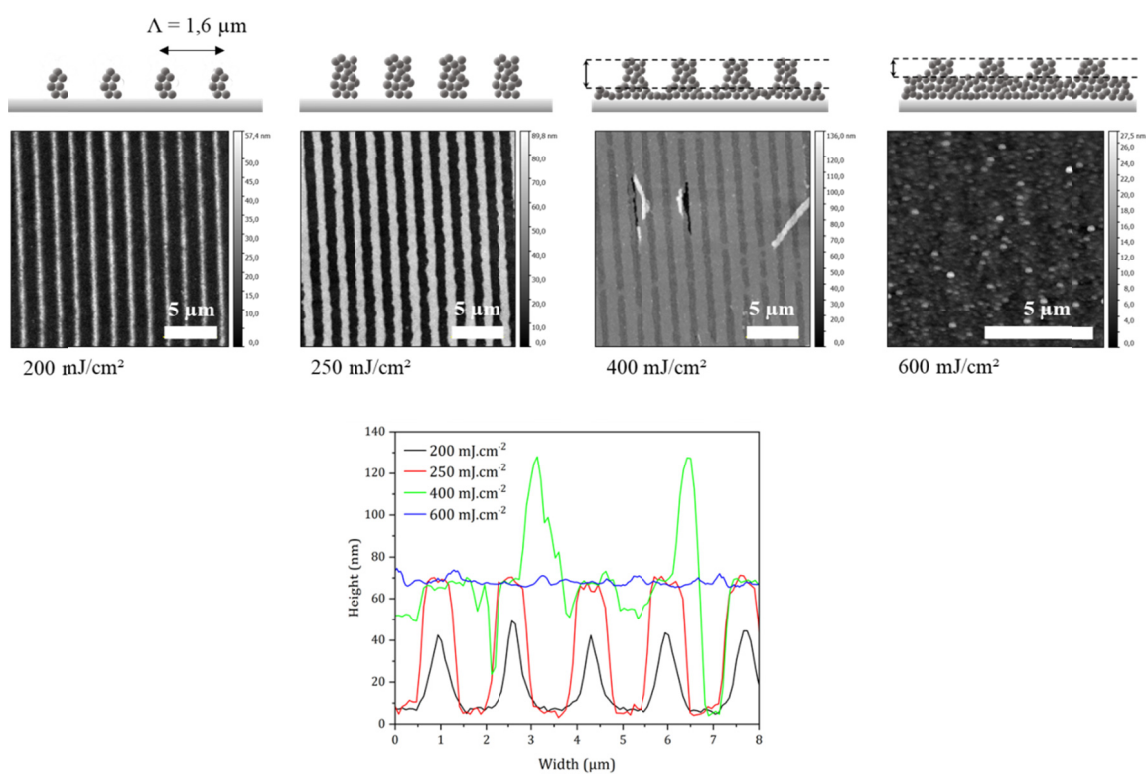 Λ = 1,6 µm
57,4 nm
50,0
45,0
40,0
35,0
30,0
25,0
20,0
15,0
10,0
0,0
5 µm
200 mJ/cm²
89,8 nm
80,0
70,0
60,0
50,0
40,0
30,0
20,0
10,0
0,0
5 µm
250 mJ/cm²
136,0 nm
120,0
110,0
100,0
90,0
80,0
70,0
60,0
50,0
40,0
30,0
20,0
0,0
5 µm
400 mJ/cm²
27,5 nm
24,0
22,0
20,0
18,0
16,0
14,0
12,0
10,0
8,0
6,0
4,0
2,0
0,0
5 µm
600 mJ/cm²
200 mJ.cm⁻²
250 mJ.cm⁻²
400 mJ.cm⁻²
600 mJ.cm⁻²
Height (nm)
140
120
100
80
60
40
20
0
0 1 2 3 4 5 6 7 8
Width (µm)